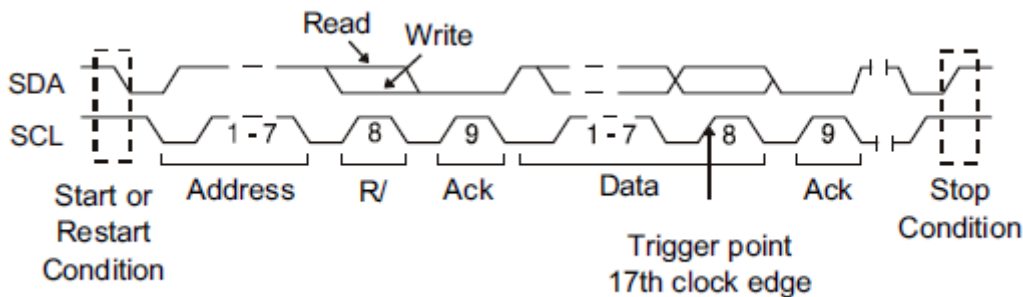 Read
Write
SDA
SCL
1 - 7
8
9
1 - 7
8
9
Address
R/
Ack
Data
Ack
Start or
Restart
Condition
Stop
Condition
Trigger point
17th clock edge